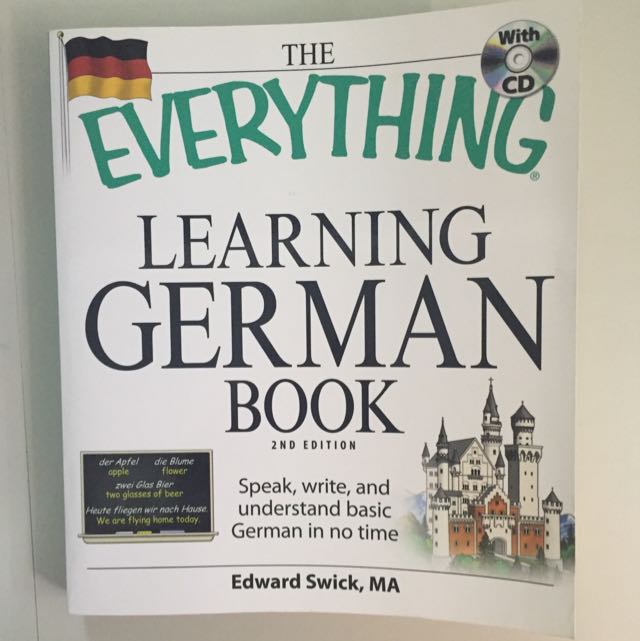 With
CD
THE
EVERYTHING®
LEARNING
GERMAN
BOOK
2ND EDITION
der Apfel die Blume
apple flower
zwei Glas Bier
two glasses of beer
Heute fliegen wir nach Hause.
We are flying home today.
Speak, write, and
understand basic
German in no time
Edward Swick, MA